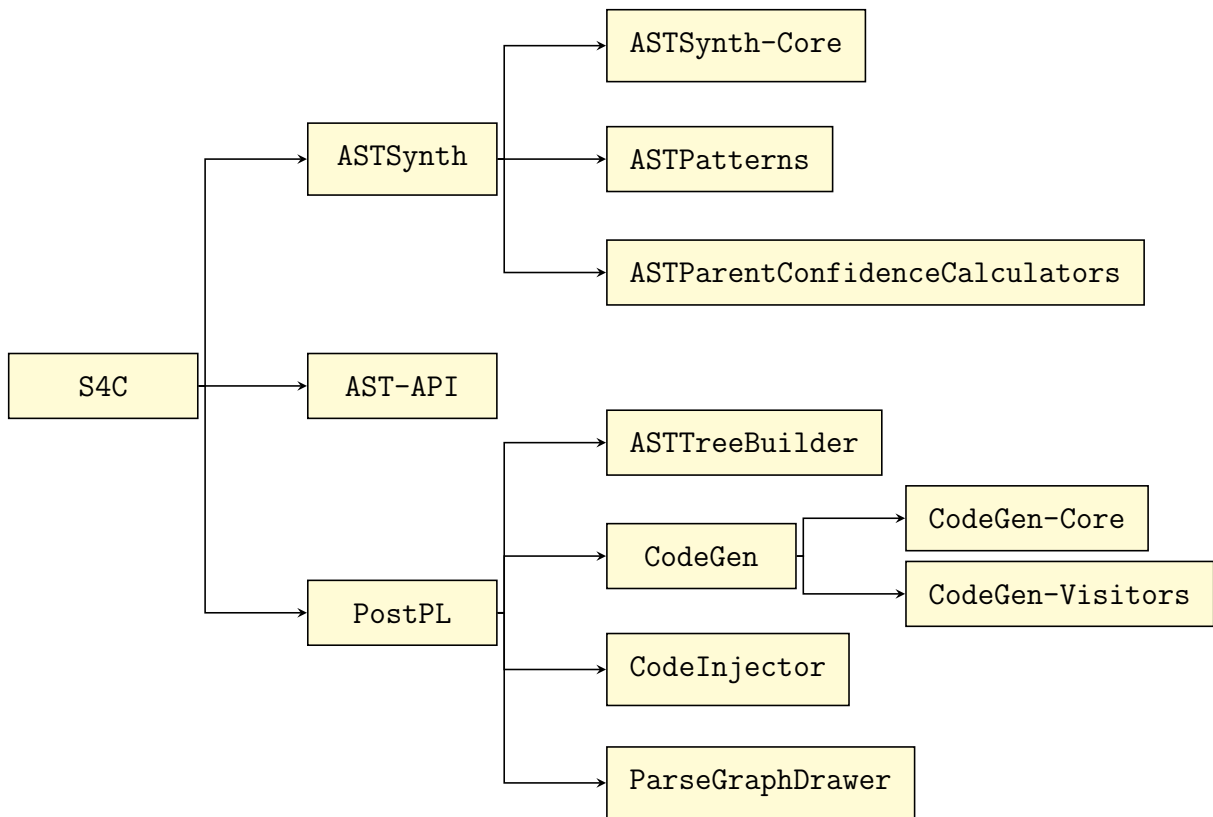 S4C
ASTSynth
ASTSynth-Core
ASTPatterns
ASTParentConfidenceCalculators
AST-API
PostPL
ASTTreeBuilder
CodeGen
CodeGen-Core
CodeGen-Visitors
CodeInjector
ParseGraphDrawer